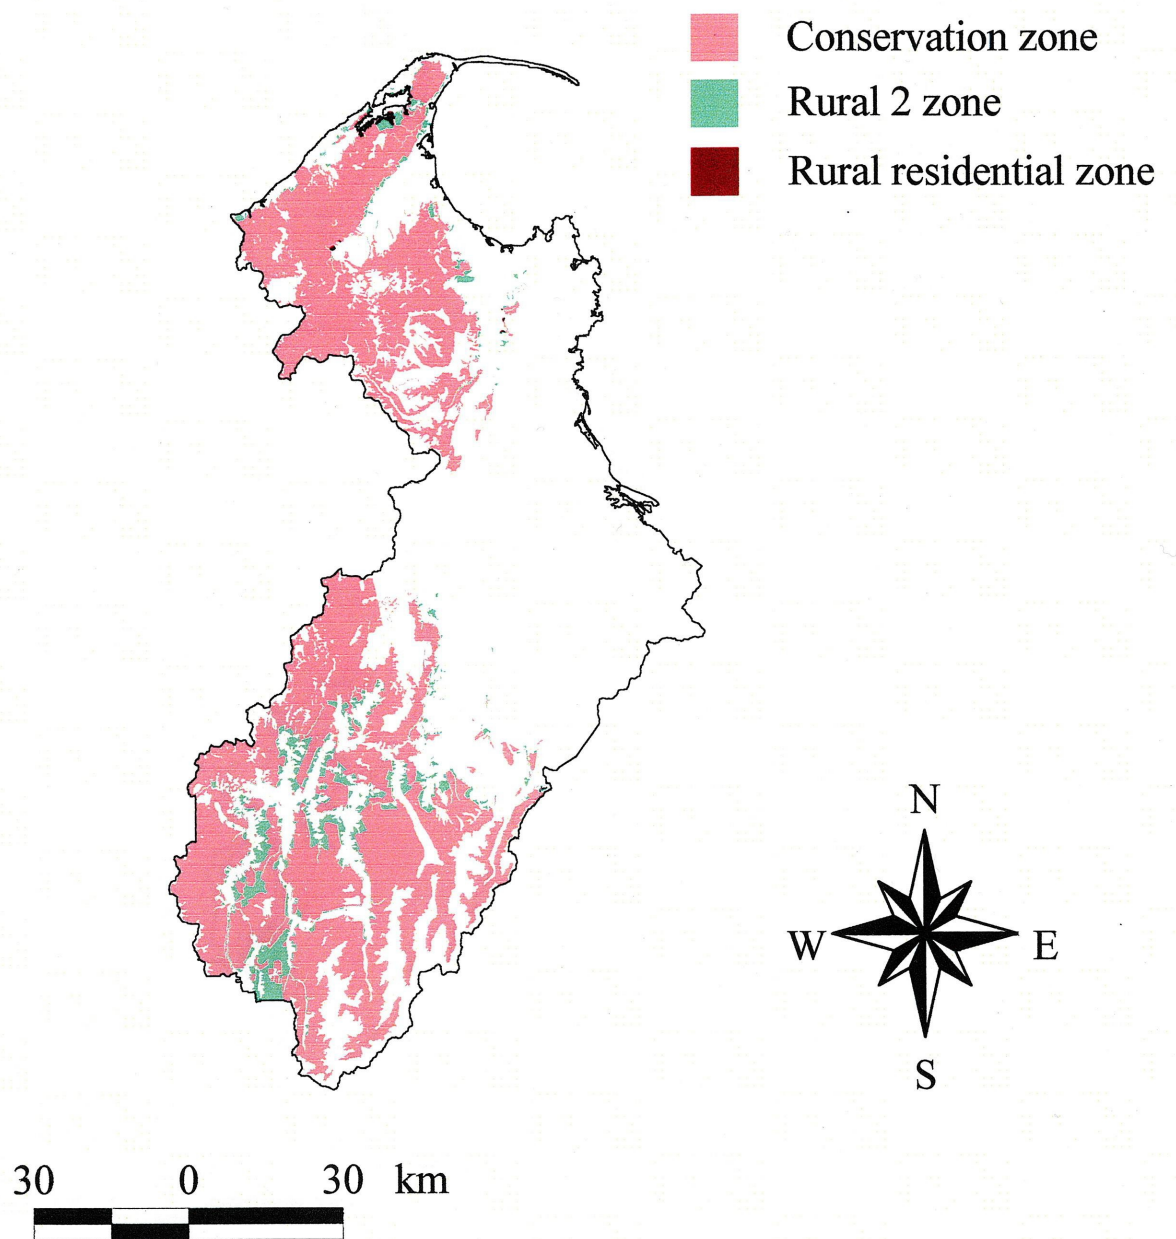 Conservation zone
Rural 2 zone
Rural residential zone
N
W E
S
30 0 30 km